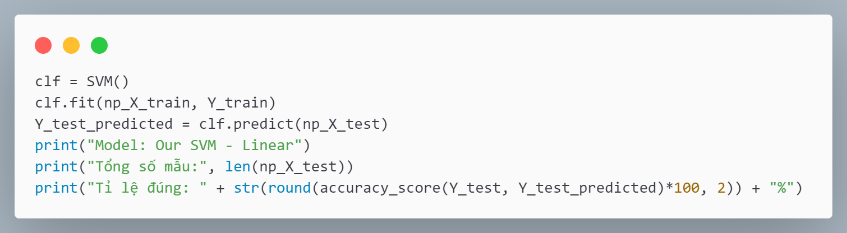 clf = SVM()
clf.fit(np_X_train, Y_train)
Y_test_predicted = clf.predict(np_X_test)
print("Model: Our SVM - Linear")
print("Tổng số mẫu:", len(np_X_test))
print("Tỉ lệ đúng: " + str(round(accuracy_score(Y_test, Y_test_predicted)*100, 2)) + "%")